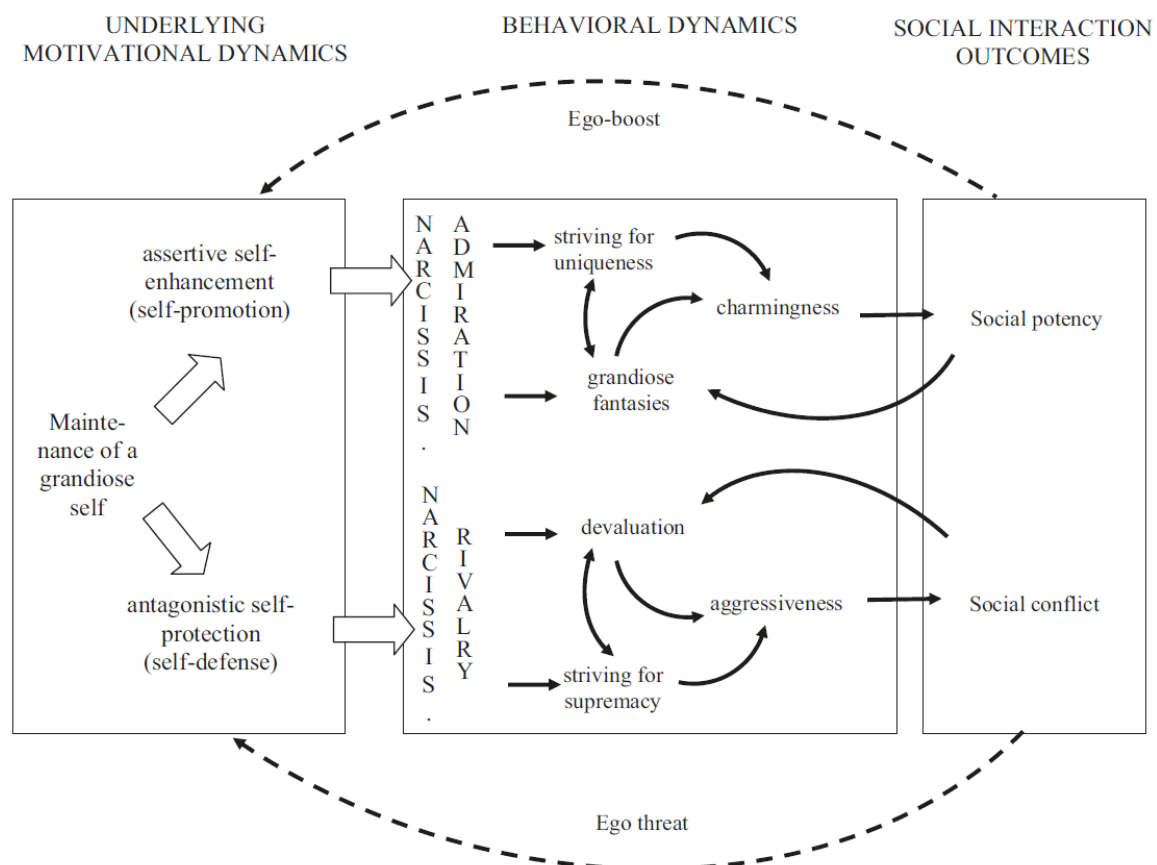 UNDERLYING
MOTIVATIONAL DYNAMICS
BEHAVIORAL DYNAMICS
SOCIAL INTERACTION
OUTCOMES
Ego-boost
assertive self-
enhancement
(self-promotion)
Mainte-
nance of a
grandiose
self
antagonistic self-
protection
(self-defense)
NARCISSIS.
ADMIRATION
striving for
uniqueness
charmingness
grandiose
fantasies
NARCISSIS.
RIVALRY
devaluation
aggressiveness
striving for
supremacy
Social potency
Social conflict
Ego threat